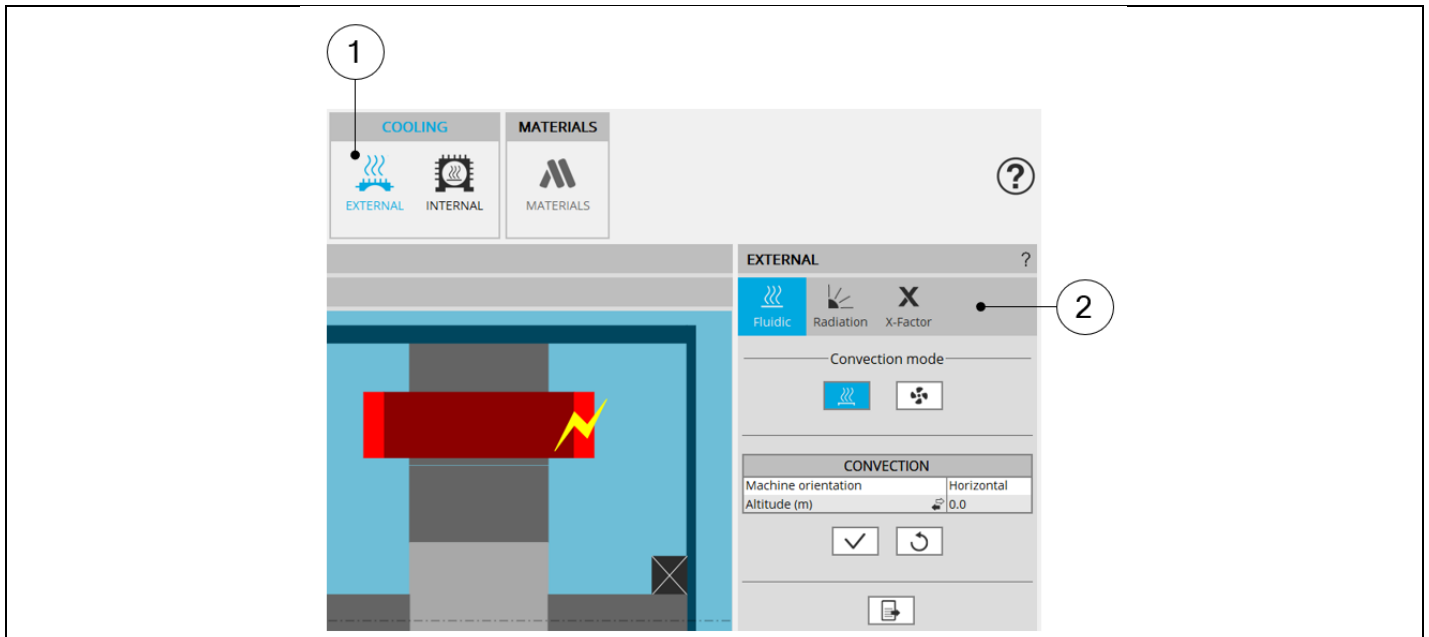 1
COOLING
MATERIALS
EXTERNAL
INTERNAL
MATERIALS
?
EXTERNAL
?
Fluidic
Radiation
X-Factor
2
Convection mode
CONVECTION
Machine orientation Horizontal
Altitude (m) 0.0